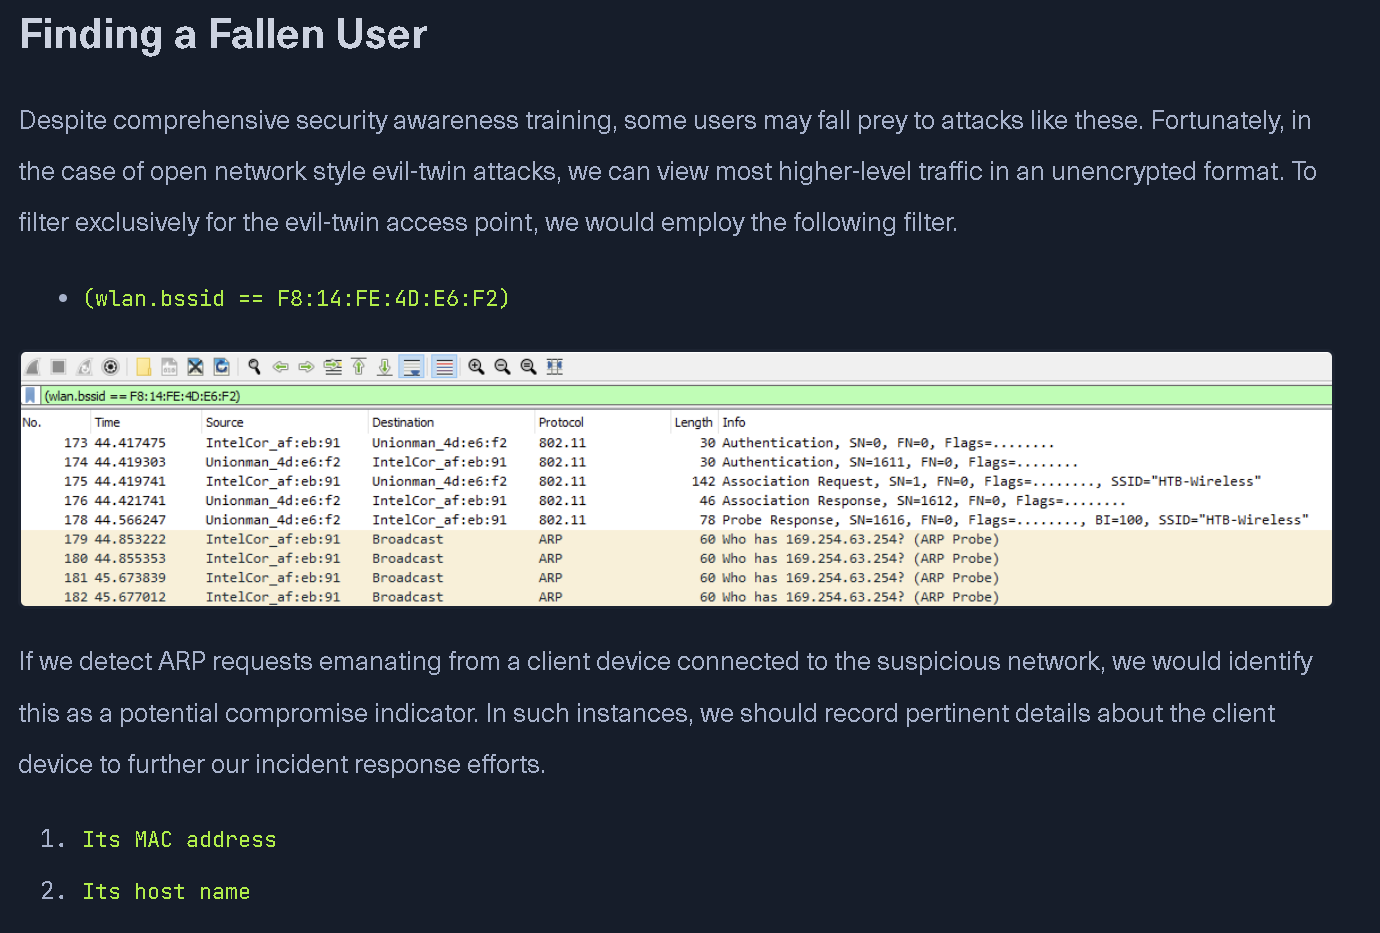 Finding a Fallen User
Despite comprehensive security awareness training, some users may fall prey to attacks like these. Fortunately, in
the case of open network style evil-twin attacks, we can view most higher-level traffic in an unencrypted format. To
filter exclusively for the evil-twin access point, we would employ the following filter.
• (wlan.bssid == F8:14:FE:4D:E6:F2)
(wlan.bssid == F8:14:FE:4D:E6:F2)
No. Time Source Destination Protocol Length Info
173 44.417475 IntelCor_af:eb:91 Unionman_4d:e6:f2 802.11 30 Authentication, SN=0, FN=0, Flags=........
174 44.419303 Unionman_4d:e6:f2 IntelCor_af:eb:91 802.11 30 Authentication, SN=1611, FN=0, Flags=........
175 44.419741 IntelCor_af:eb:91 Unionman_4d:e6:f2 802.11 142 Association Request, SN=1, FN=0, Flags=........, SSID="HTB-Wireless"
176 44.421741 Unionman_4d:e6:f2 IntelCor_af:eb:91 802.11 46 Association Response, SN=1612, FN=0, Flags=........
178 44.566247 Unionman_4d:e6:f2 IntelCor_af:eb:91 802.11 78 Probe Response, SN=1616, FN=0, Flags=........, BI=100, SSID="HTB-Wireless"
179 44.853222 IntelCor_af:eb:91 Broadcast ARP 60 Who has 169.254.63.254? (ARP Probe)
180 44.855353 IntelCor_af:eb:91 Broadcast ARP 60 Who has 169.254.63.254? (ARP Probe)
181 45.673839 IntelCor_af:eb:91 Broadcast ARP 60 Who has 169.254.63.254? (ARP Probe)
182 45.677012 IntelCor_af:eb:91 Broadcast ARP 60 Who has 169.254.63.254? (ARP Probe)
If we detect ARP requests emanating from a client device connected to the suspicious network, we would identify
this as a potential compromise indicator. In such instances, we should record pertinent details about the client
device to further our incident response efforts.
1. Its MAC address
2. Its host name